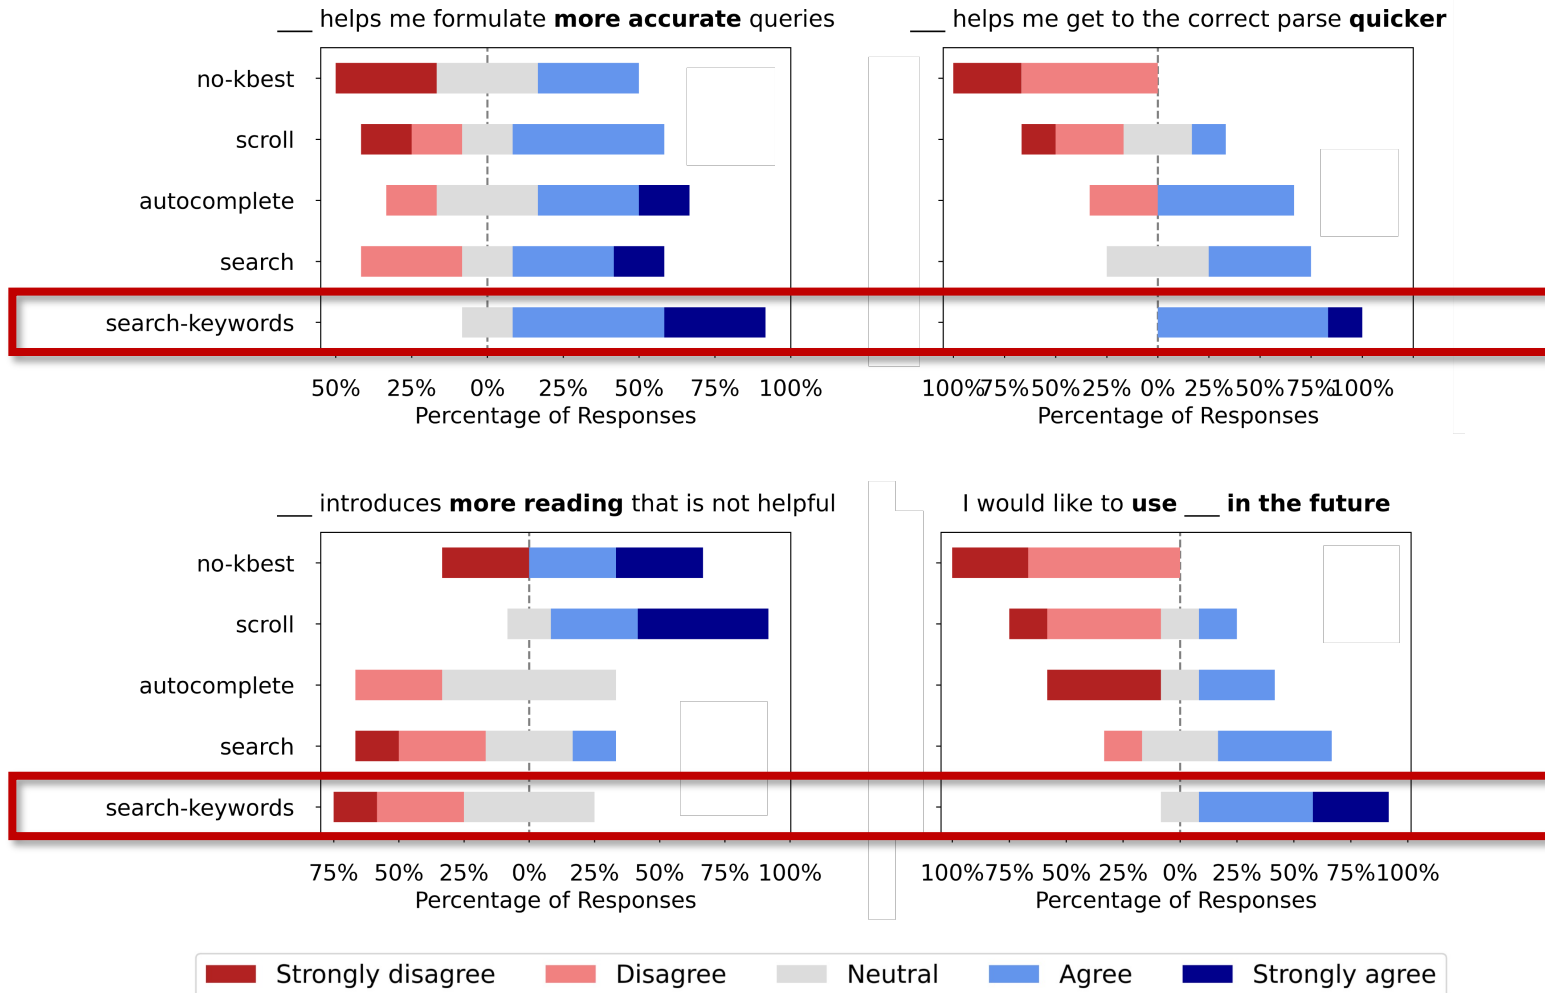 ___ helps me formulate more accurate queries
no-kbest
scroll
autocomplete
search
search-keywords
50% 25% 0% 25% 50% 75% 100%
Percentage of Responses
___ helps me get to the correct parse quicker
100% 75% 50% 25% 0% 25% 50% 75% 100%
Percentage of Responses
___ introduces more reading that is not helpful
no-kbest
scroll
autocomplete
search
search-keywords
75% 50% 25% 0% 25% 50% 75% 100%
Percentage of Responses
I would like to use ___ in the future
100% 75% 50% 25% 0% 25% 50% 75% 100%
Percentage of Responses
Strongly disagree Disagree Neutral Agree Strongly agree